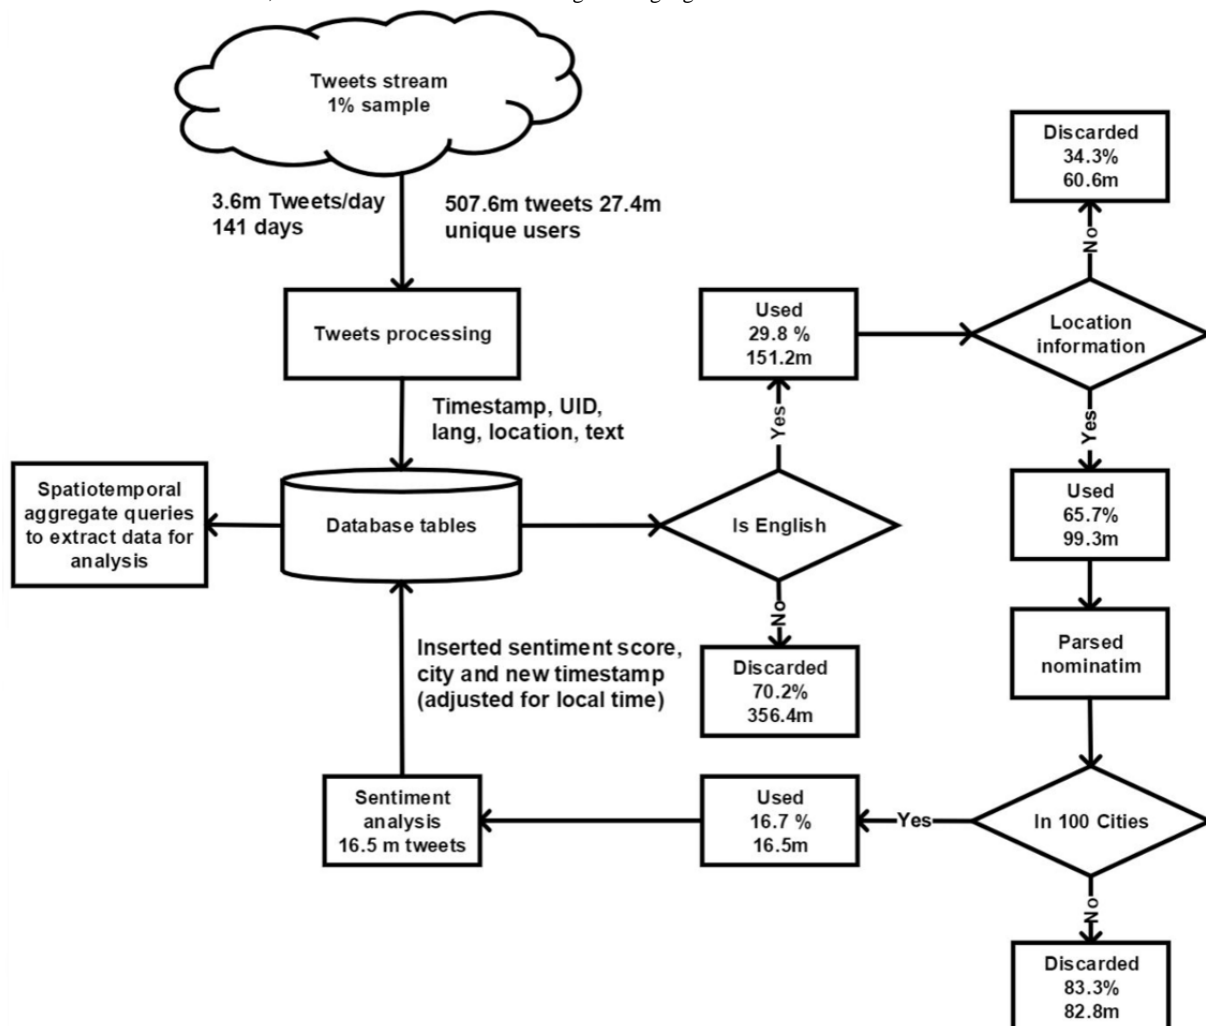 Tweets stream
1% sample
3.6m Tweets/day
141 days
507.6m tweets 27.4m
unique users
Tweets processing
Timestamp, UID,
lang, location, text
Database tables
Spatiotemporal
aggregate queries
to extract data for
analysis
Is English
Yes
Used
29.8 %
151.2m
No
Discarded
70.2%
356.4m
Location
information
No
Discarded
34.3%
60.6m
Yes
Used
65.7%
99.3m
Parsed
nominatim
In 100 Cities
No
Discarded
83.3%
82.8m
Yes
Used
16.7 %
16.5m
Sentiment
analysis
16.5 m tweets
Inserted sentiment score,
city and new timestamp
(adjusted for local time)